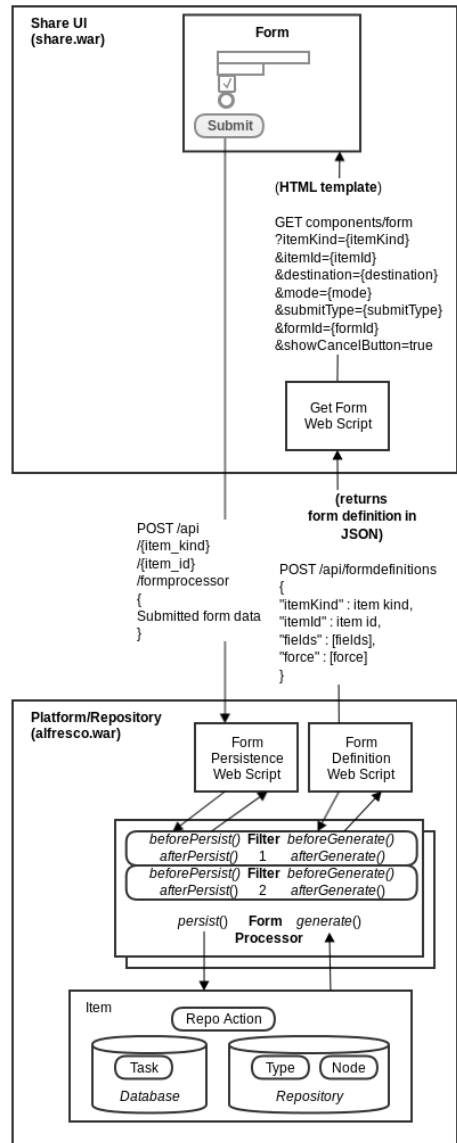 Share UI
(share.war)
Form
Submit
(HTML template)
GET components/form
?itemKind={itemKind}
&itemId={itemId}
&destination={destination}
&mode={mode}
&submitType={submitType}
&formId={formId}
&showCancelButton=true
Get Form
Web Script
(returns
form definition in
JSON)
POST /api
/{item_kind}
/{item_id}
/formprocessor
{
Submitted form data
}
POST /api/formdefinitions
{
"itemKind" : item kind,
"itemId" : item id,
"fields" : [fields],
"force" : [force]
}
Platform/Repository
(alfresco.war)
Form
Persistence
Web Script
Form
Definition
Web Script
beforePersist() Filter beforeGenerate()
afterPersist() 1 afterGenerate()
beforePersist() Filter beforeGenerate()
afterPersist() 2 afterGenerate()
persist() Form generate()
Processor
Item
Repo Action
Task
Database
Type Node
Repository